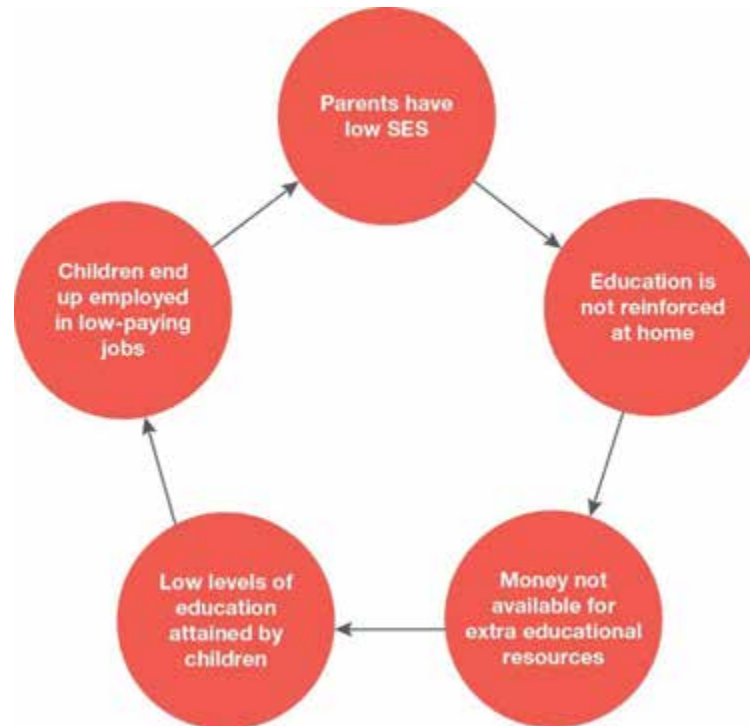 Parents have
low SES
Education is
not reinforced
at home
Money not
available for
extra educational
resources
Low levels of
education
attained by
children
Children end
up employed
in low-paying
jobs